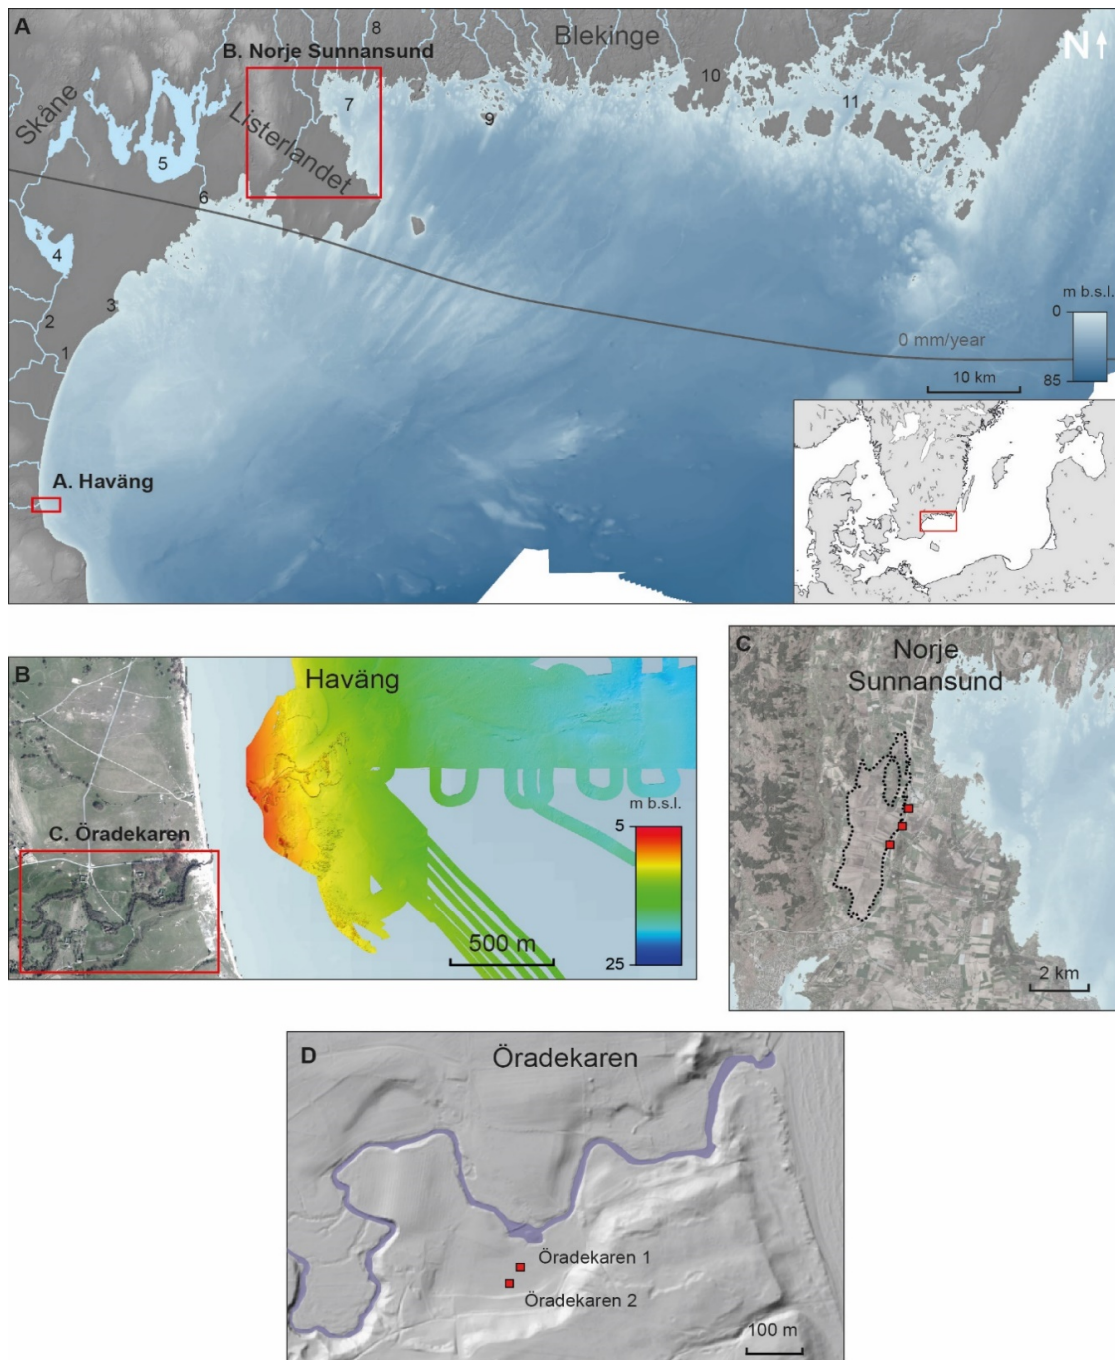 A
8
Blekinge
N
B. Norje Sunnansund
10
Skåne
7
11
9
Listerlandet
5
6
4
m b.s.l.
0
3
2
0 mm/year
1
10 km
85
A. Haväng
B
Haväng
C
Norje
Sunnansund
m b.s.l.
C. Öradekaren
5
500 m
25
2 km
D
Öradekaren
Öradekaren 1
Öradekaren 2
100 m